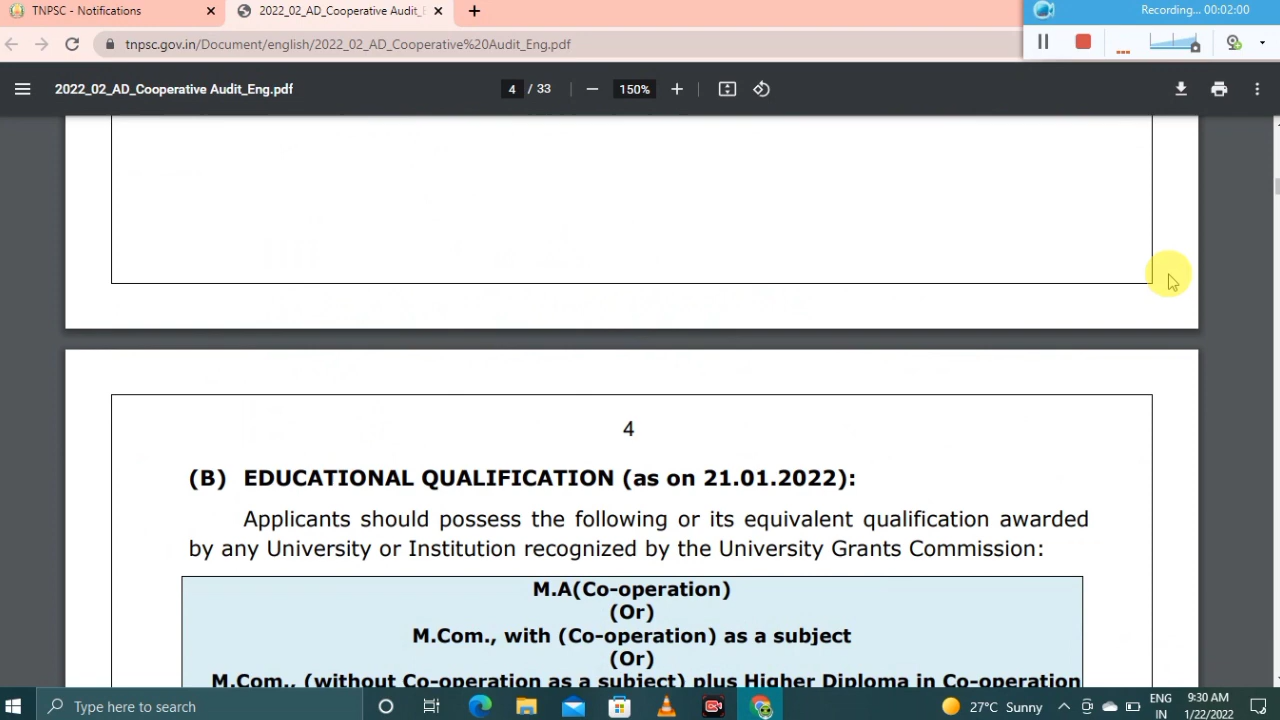 TNPSC - Notifications
2022_02_AD_Cooperative Audit_E
Recording... 00:02:00
tnpsc.gov.in/Document/english/2022_02_AD_Cooperative%20Audit_Eng.pdf
2022_02_AD_Cooperative Audit_Eng.pdf
4 / 33
150%
4
(B) EDUCATIONAL QUALIFICATION (as on 21.01.2022):
Applicants should possess the following or its equivalent qualification awarded
by any University or Institution recognized by the University Grants Commission:
M.A(Co-operation)
(Or)
M.Com., with (Co-operation) as a subject
(Or)
M.Com., (without Co-operation as a subject) plus Higher Diploma in Co-operation
Type here to search
27°C Sunny
ENG
IN
9:30 AM
1/22/2022